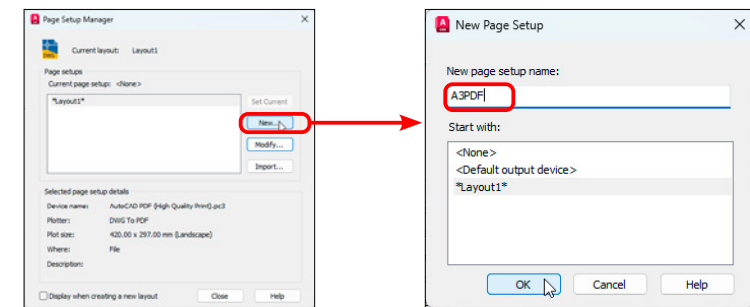 Page Setup Manager
Current layout: Layout1
Page setups
Current page setup: <None>
*Layout1*
Set Current
New...
Modify...
Import...
Selected page setup details
Device name: AutoCAD PDF (High Quality Print).pc3
Plotter: DWG To PDF
Plot size: 420.00 x 297.00 mm (Landscape)
Where: File
Description:
Display when creating a new layout
Close
Help
New Page Setup
New page setup name:
A3PDF
Start with:
<None>
<Default output device>
*Layout1*
OK
Cancel
Help